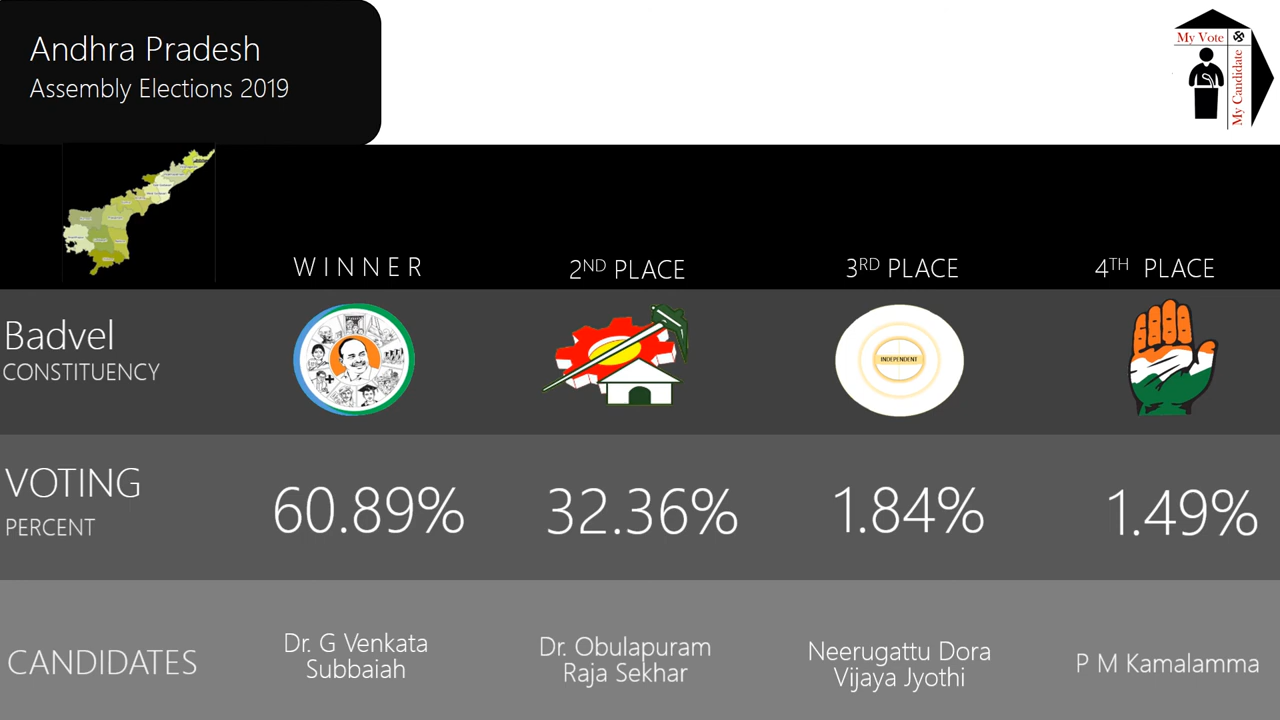 Andhra Pradesh
Assembly Elections 2019
My Vote
My Candidate
WINNER
2ND PLACE
3RD PLACE
4TH PLACE
Badvel
CONSTITUENCY
INDEPENDENT
VOTING
PERCENT
60.89%
32.36%
1.84%
1.49%
CANDIDATES
Dr. G Venkata
Subbaiah
Dr. Obulapuram
Raja Sekhar
Neerugattu Dora
Vijaya Jyothi
P M Kamalamma